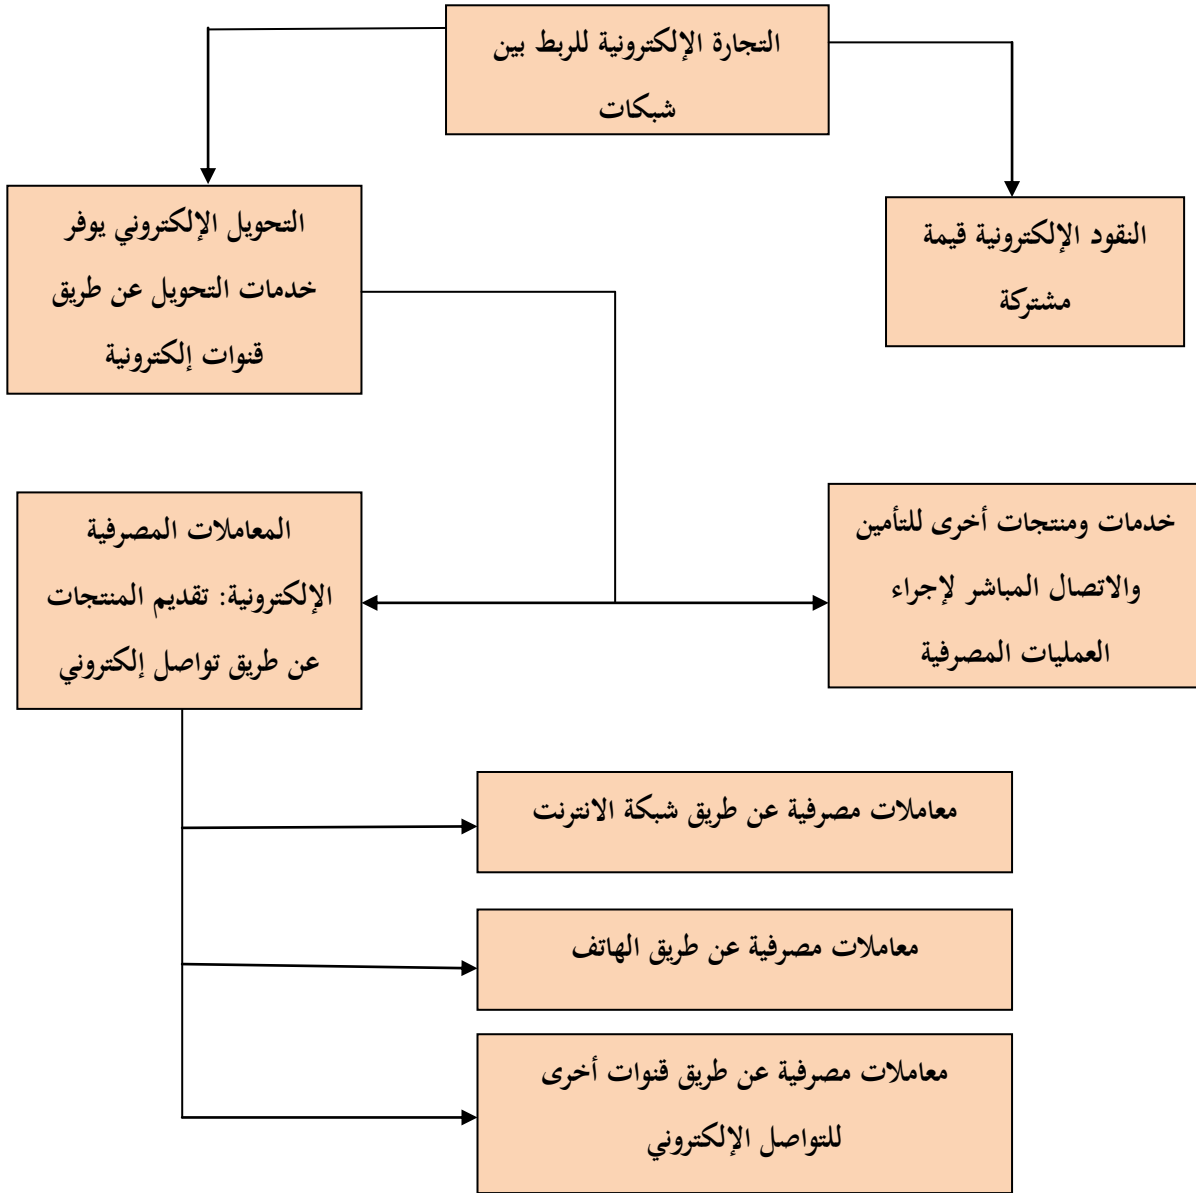 التجارة الإلكترونية للربط بين
شبكات
النقود الإلكترونية قيمة
مشتركة
التحويل الإلكتروني يوفر
خدمات التحويل عن طريق
قنوات إلكترونية
خدمات ومنتجات أخرى للتأمين
والاتصال المباشر لإجراء
العمليات المصرفية
المعاملات المصرفية
الإلكترونية: تقديم المنتجات
عن طريق تواصل إلكتروني
معاملات مصرفية عن طريق شبكة الانترنت
معاملات مصرفية عن طريق الهاتف
معاملات مصرفية عن طريق قنوات أخرى
للتواصل الإلكتروني